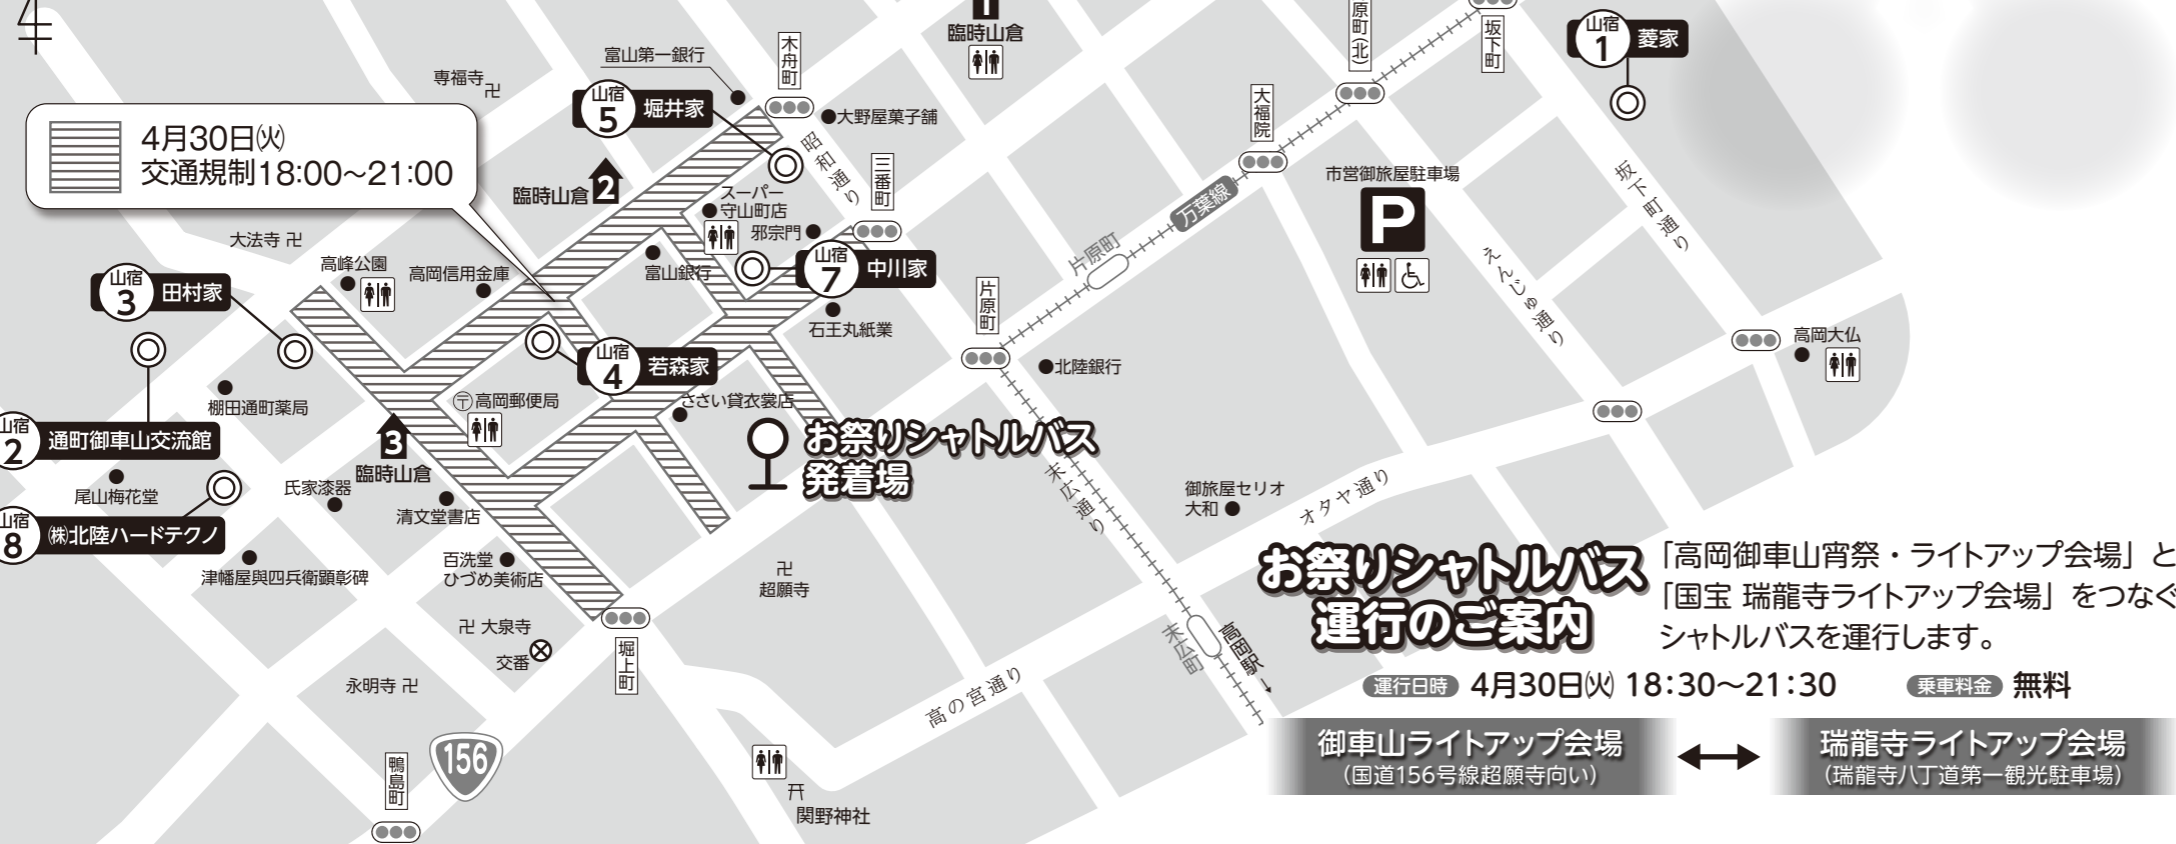 1
臨時山倉
原町(北)
坂下町
山宿
1
菱家
木舟町
富山第一銀行
専福寺
山宿
5
堀井家
大野屋菓子舗
昭和通り
大福院
4月30日㈫
交通規制18:00～21:00
臨時山倉
2
三番町
スーパー
守山町店
邪宗門
市営御旅屋駐車場
P
坂下町通り
万葉線
片原町
大法寺
高峰公園
高岡信用金庫
富山銀行
山宿
7
中川家
えんじゅ通り
山宿
3
田村家
片原町
石王丸紙業
高岡大仏
北陸銀行
山宿
4
若森家
棚田通町薬局
〒高岡郵便局
ささい貸衣裳店
山宿
2
通町御車山交流館
3
臨時山倉
お祭りシャトルバス
発着場
末広通り
尾山梅花堂
氏家漆器
清文堂書店
御旅屋セリオ
大和
オタヤ通り
山宿
8
㈱北陸ハードテクノ
百洗堂
ひづめ美術店
津幡屋與四兵衛顕彰碑
超願寺
大泉寺
交番
堀上町
永明寺
末広町
高岡駅→
高の宮通り
156
鴨島町
関野神社
お祭りシャトルバス
運行のご案内
「高岡御車山宵祭・ライトアップ会場」と
「国宝 瑞龍寺ライトアップ会場」をつなぐ
シャトルバスを運行します。
運行日時 4月30日㈫ 18:30～21:30 乗車料金 無料
御車山ライトアップ会場
（国道156号線超願寺向い）
瑞龍寺ライトアップ会場
（瑞龍寺八丁道第一観光駐車場）